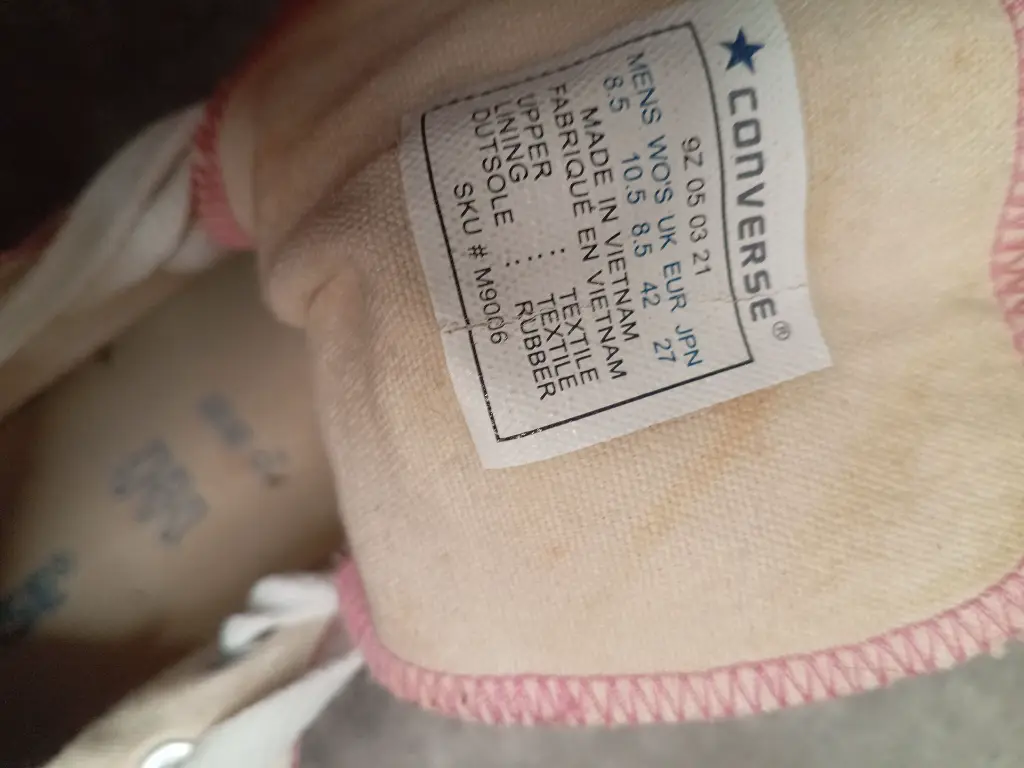 CONVERSE®
9Z 05 03 21
MENS WO'S UK EUR JPN
8.5 10.5 8.5 42 27
MADE IN VIETNAM
FABRIQUÉ EN VIETNAM
UPPER : TEXTILE
LINING : TEXTILE
OUTSOLE : RUBBER
SKU # M9006